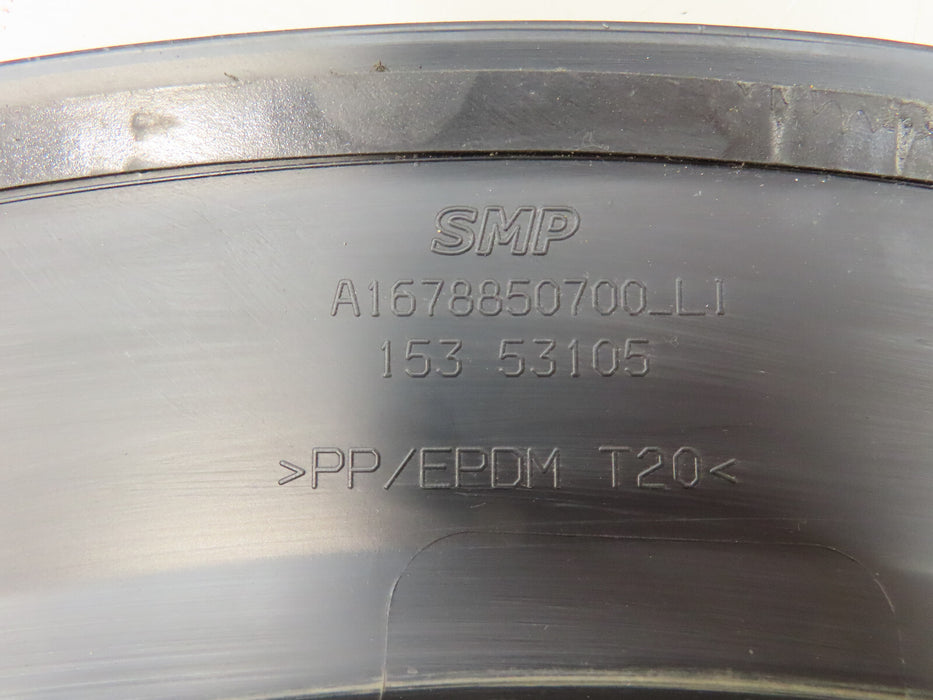 SMP
A1678850700_LI
153 53105
>PP/EPDM T20<